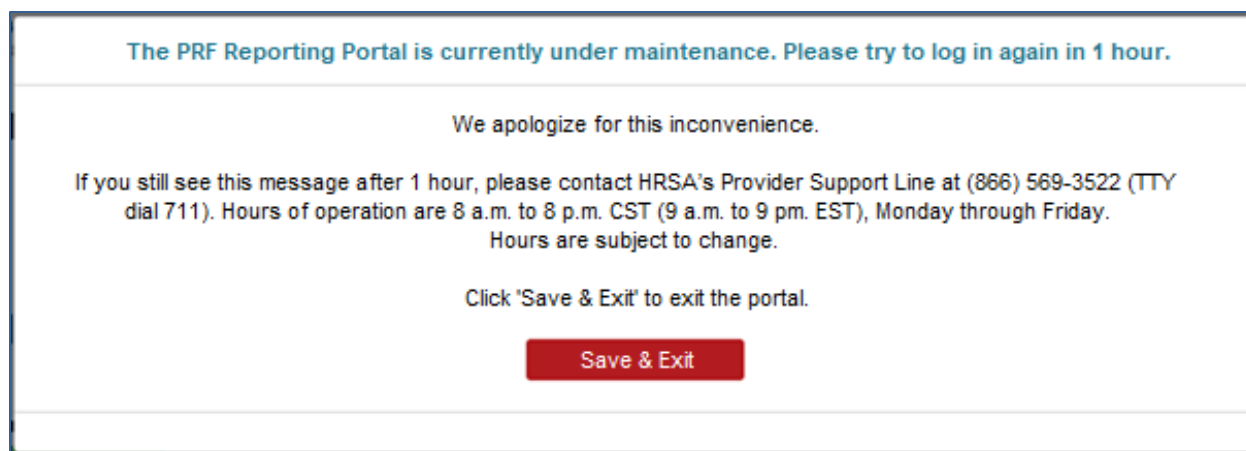 The PRF Reporting Portal is currently under maintenance. Please try to log in again in 1 hour.
We apologize for this inconvenience.
If you still see this message after 1 hour, please contact HRSA's Provider Support Line at (866) 569-3522 (TTY
dial 711). Hours of operation are 8 a.m. to 8 p.m. CST (9 a.m. to 9 pm. EST), Monday through Friday.
Hours are subject to change.
Click 'Save & Exit' to exit the portal.
Save & Exit